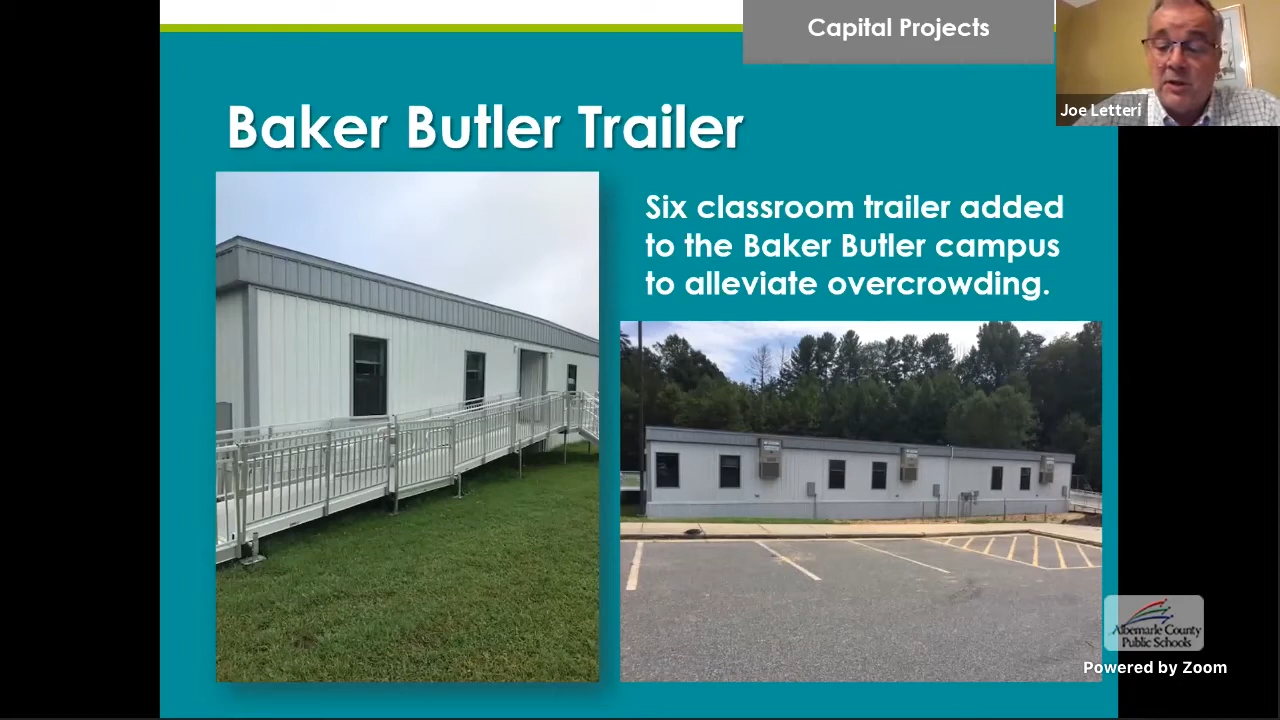 Capital Projects
Joe Letteri
Baker Butler Trailer
Six classroom trailer added
to the Baker Butler campus
to alleviate overcrowding.
Albemarle County
Public Schools
Powered by Zoom